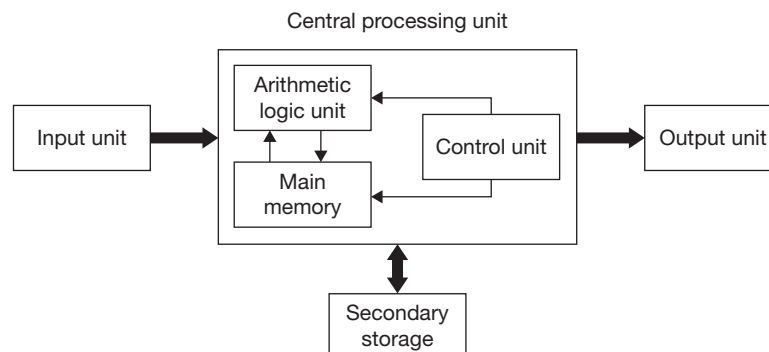 Central processing unit
Arithmetic
logic unit
Input unit
Control unit
Output unit
Main
memory
Secondary
storage